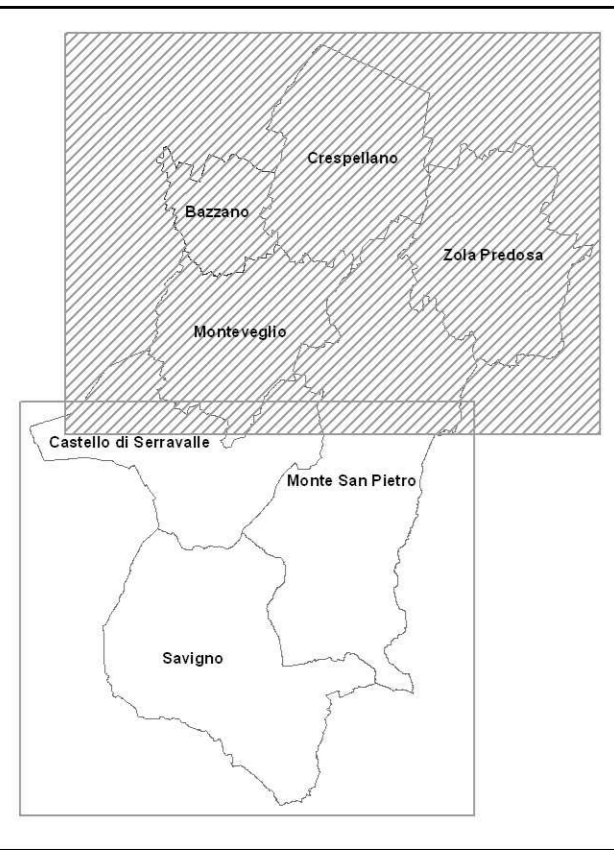 Crespellano
Bazzano
Zola Predosa
Monteveglio
Castello di Serravalle
Monte San Pietro
Savigno